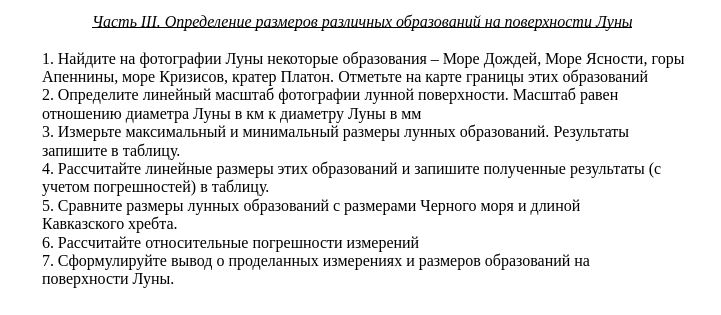 Часть III. Определение размеров различных образований на поверхности Луны
1. Найдите на фотографии Луны некоторые образования – Море Дождей, Море Ясности, горы
Апеннины, море Кризисов, кратер Платон. Отметьте на карте границы этих образований
2. Определите линейный масштаб фотографии лунной поверхности. Масштаб равен
отношению диаметра Луны в км к диаметру Луны в мм
3. Измерьте максимальный и минимальный размеры лунных образований. Результаты
запишите в таблицу.
4. Рассчитайте линейные размеры этих образований и запишите полученные результаты (с
учетом погрешностей) в таблицу.
5. Сравните размеры лунных образований с размерами Черного моря и длиной
Кавказского хребта.
6. Рассчитайте относительные погрешности измерений
7. Сформулируйте вывод о проделанных измерениях и размеров образований на
поверхности Луны.